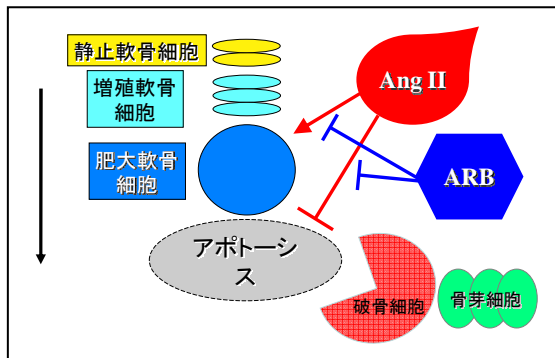 静止軟骨細胞
増殖軟骨
細胞
肥大軟骨
細胞
アポトーシ
ス
Ang II
ARB
破骨細胞
骨芽細胞